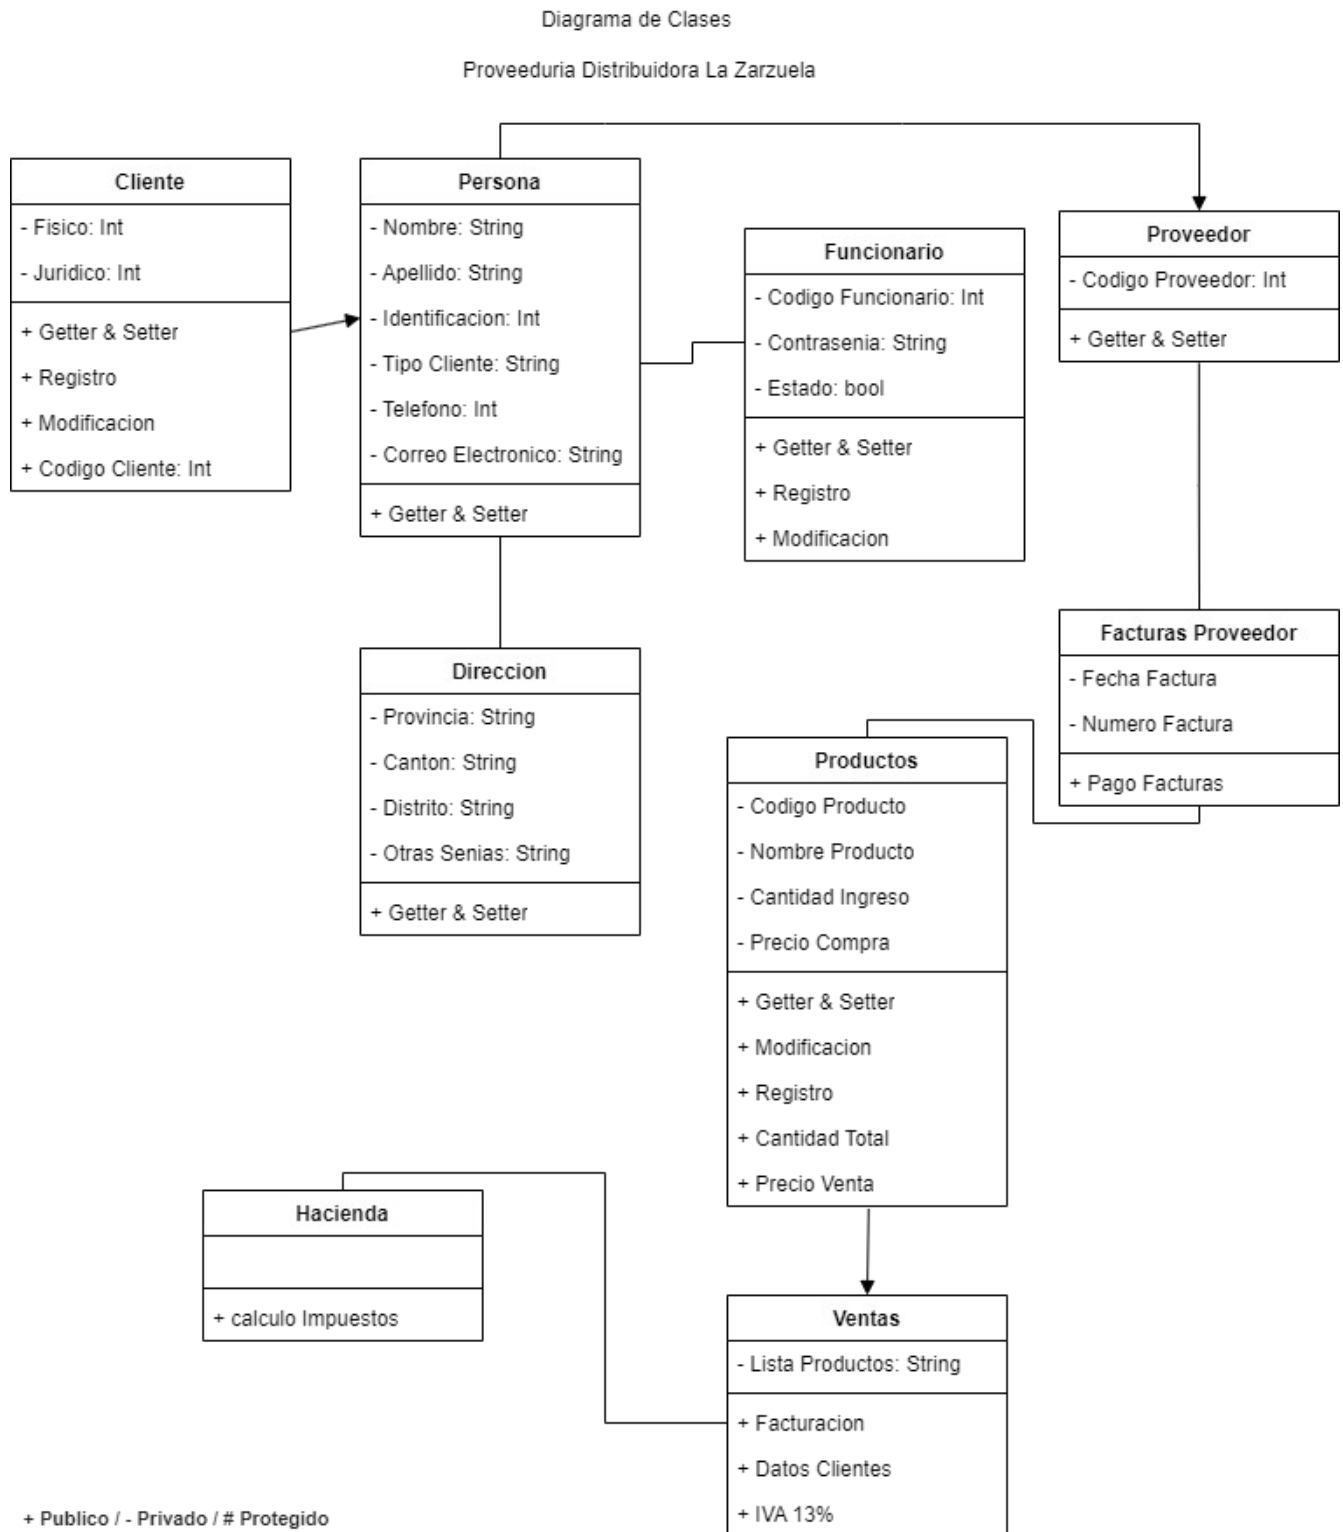 Diagrama de Clases
Proveeduria Distribuidora La Zarzuela
Cliente
- Fisico: Int
- Juridico: Int
+ Getter & Setter
+ Registro
+ Modificacion
+ Codigo Cliente: Int
Persona
- Nombre: String
- Apellido: String
- Identificacion: Int
- Tipo Cliente: String
- Telefono: Int
- Correo Electronico: String
+ Getter & Setter
Funcionario
- Codigo Funcionario: Int
- Contrasenia: String
- Estado: bool
+ Getter & Setter
+ Registro
+ Modificacion
Proveedor
- Codigo Proveedor: Int
+ Getter & Setter
Direccion
- Provincia: String
- Canton: String
- Distrito: String
- Otras Senias: String
+ Getter & Setter
Facturas Proveedor
- Fecha Factura
- Numero Factura
+ Pago Facturas
Productos
- Codigo Producto
- Nombre Producto
- Cantidad Ingreso
- Precio Compra
+ Getter & Setter
+ Modificacion
+ Registro
+ Cantidad Total
+ Precio Venta
Hacienda
+ calculo Impuestos
Ventas
- Lista Productos: String
+ Facturacion
+ Datos Clientes
+ IVA 13%
+ Publico / - Privado / # Protegido